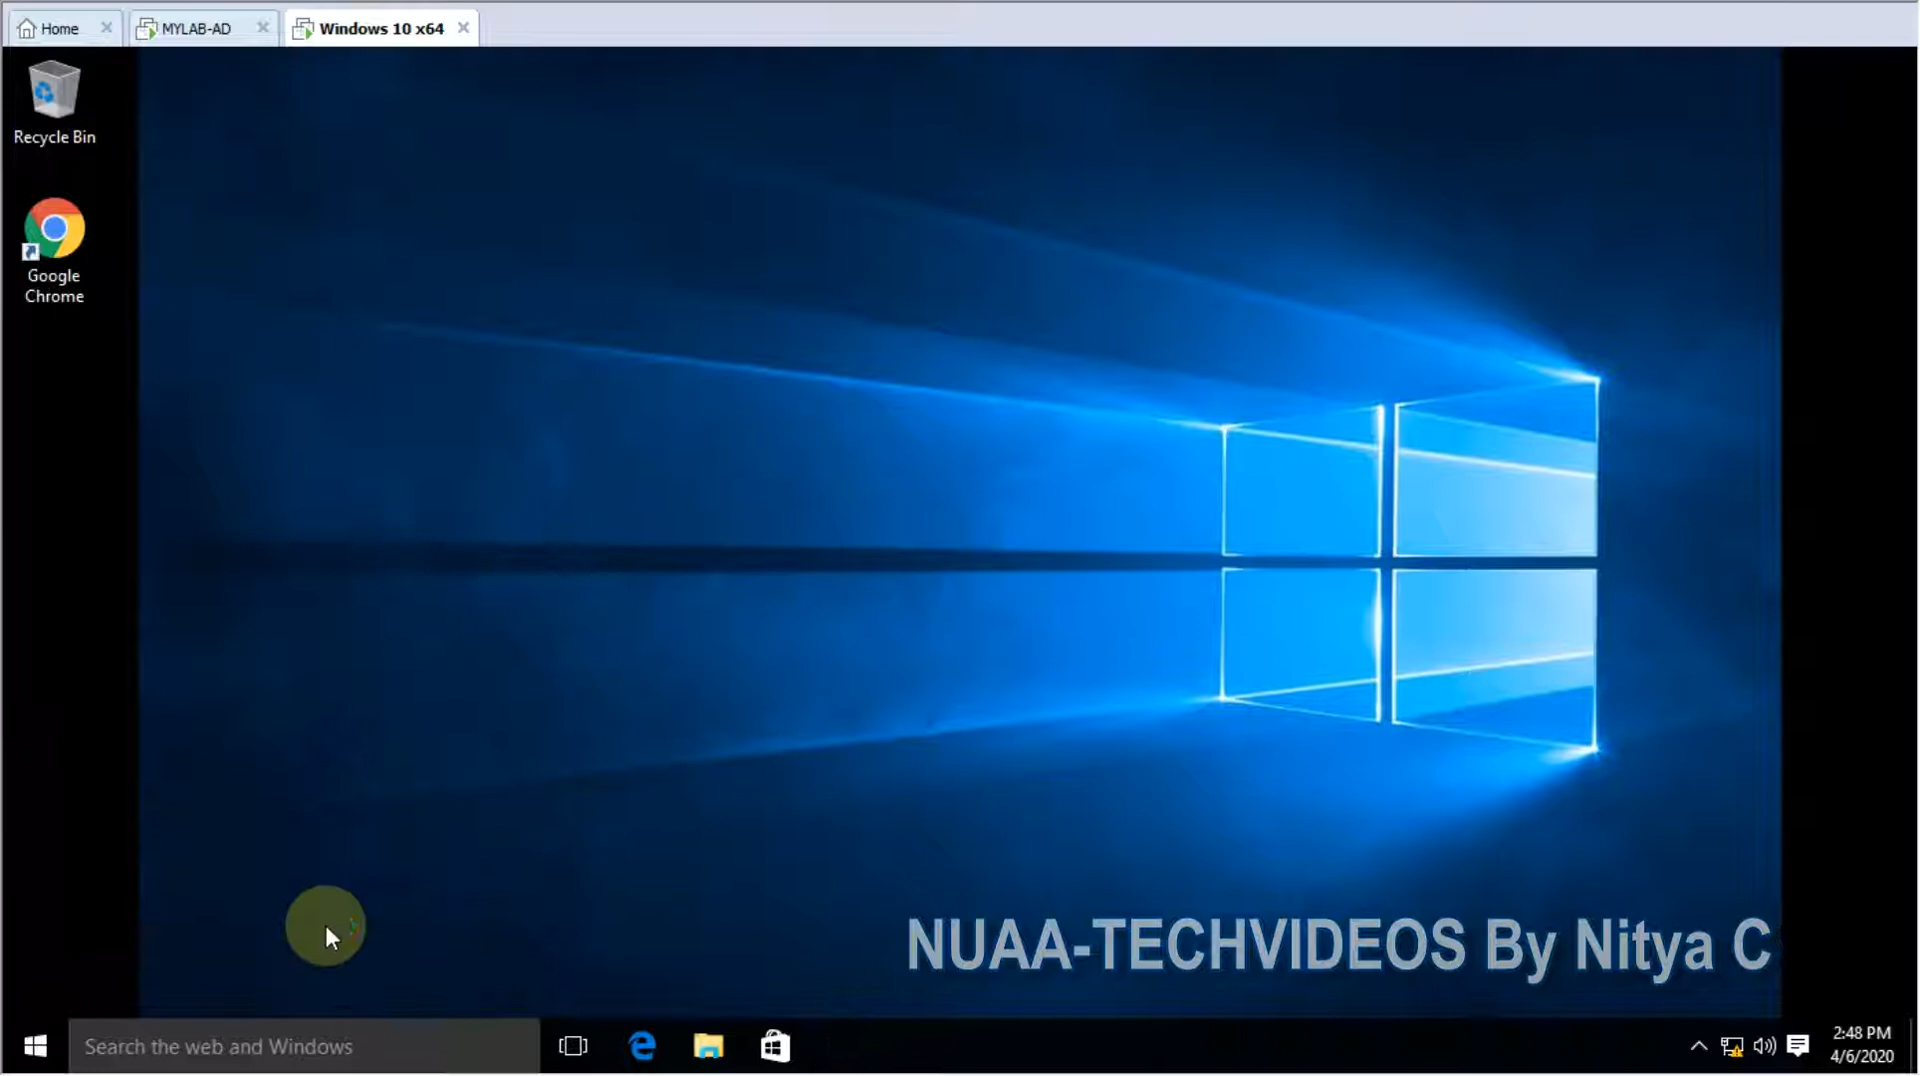 Home
MYLAB-AD
Windows 10 x64
Recycle Bin
Google
Chrome
NUAA-TECHVIDEOS By Nitya C
Search the web and Windows
2:48 PM
4/6/2020